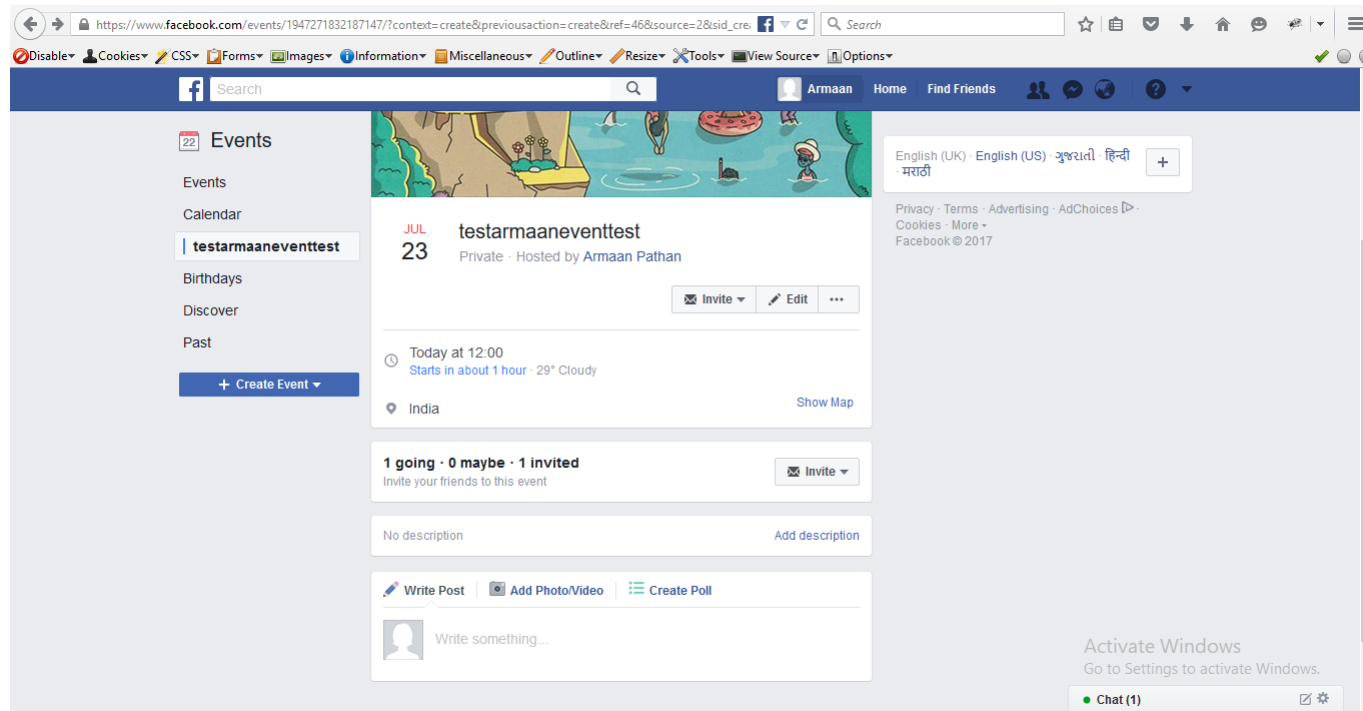 https://www.facebook.com/events/1947271832187147/?context=create&previousaction=create&ref=46&source=2&sid_crea
Search
Disable Cookies CSS Forms Images Information Miscellaneous Outline Resize Tools View Source Options
Search
Armaan
Home
Find Friends
22 Events
Events
Calendar
testarmaaneventtest
Birthdays
Discover
Past
+ Create Event
JUL
23
testarmaaneventtest
Private · Hosted by Armaan Pathan
Invite
Edit
Today at 12:00
Starts in about 1 hour · 29° Cloudy
India
Show Map
1 going · 0 maybe · 1 invited
Invite your friends to this event
Invite
No description
Add description
Write Post
Add Photo/Video
Create Poll
Write something...
English (UK) · English (US) · ગુજરાતી · हिन्दी
· मराठी
Privacy · Terms · Advertising · AdChoices ·
Cookies · More
Facebook © 2017
Activate Windows
Go to Settings to activate Windows.
Chat (1)